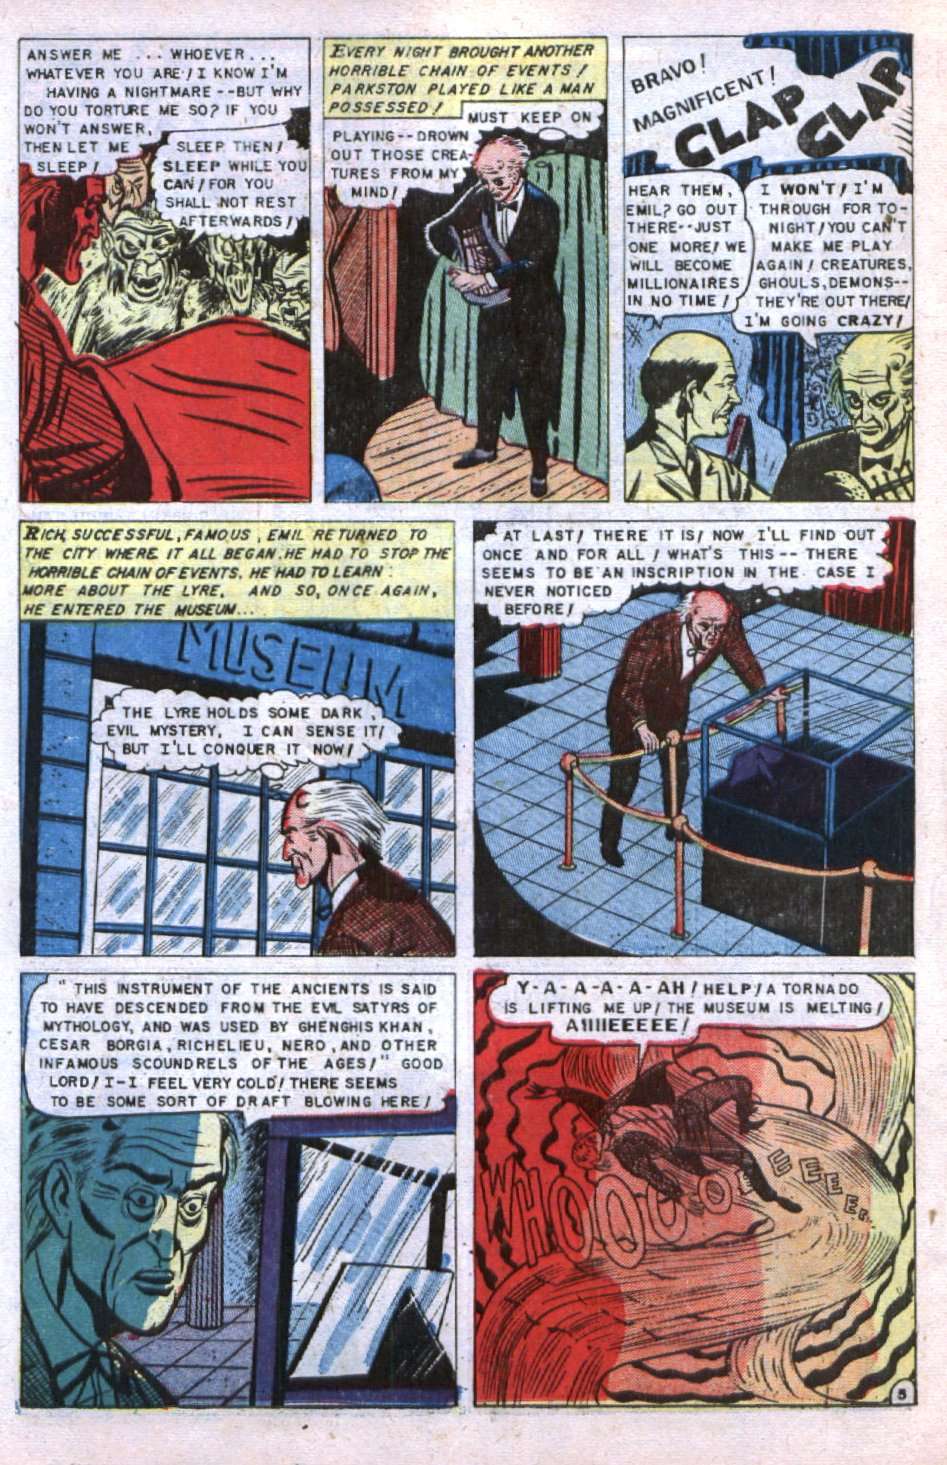 ANSWER ME ... WHOEVER...
WHATEVER YOU ARE! I KNOW I'M
HAVING A NIGHTMARE--BUT WHY
DO YOU TORTURE ME SO? IF YOU
WON'T ANSWER,
THEN LET ME
SLEEP!
SLEEP, THEN!
SLEEP WHILE YOU
CAN! FOR YOU
SHALL NOT REST
AFTERWARDS!
EVERY NIGHT BROUGHT ANOTHER
HORRIBLE CHAIN OF EVENTS!
PARKSTON PLAYED LIKE A MAN
POSSESSED!
MUST KEEP ON
PLAYING--DROWN
OUT THOSE CREA-
TURES FROM MY
MIND!
BRAVO!
MAGNIFICENT!
CLAP
CLAP
HEAR THEM,
EMIL? GO OUT
THERE--JUST
ONE MORE! WE
WILL BECOME
MILLIONAIRES
IN NO TIME!
I WON'T! I'M
THROUGH FOR TO-
NIGHT! YOU CAN'T
MAKE ME PLAY
AGAIN! CREATURES,
GHOULS, DEMONS--
THEY'RE OUT THERE!
I'M GOING CRAZY!
RICH, SUCCESSFUL, FAMOUS, EMIL RETURNED TO
THE CITY WHERE IT ALL BEGAN. HE HAD TO STOP THE
HORRIBLE CHAIN OF EVENTS. HE HAD TO LEARN
MORE ABOUT THE LYRE. AND SO, ONCE AGAIN,
HE ENTERED THE MUSEUM...
MUSEUM
THE LYRE HOLDS SOME DARK,
EVIL MYSTERY. I CAN SENSE IT!
BUT I'LL CONQUER IT NOW!
AT LAST! THERE IT IS! NOW I'LL FIND OUT
ONCE AND FOR ALL! WHAT'S THIS--THERE
SEEMS TO BE AN INSCRIPTION IN THE CASE I
NEVER NOTICED
BEFORE!
"THIS INSTRUMENT OF THE ANCIENTS IS SAID
TO HAVE DESCENDED FROM THE EVIL SATYRS OF
MYTHOLOGY, AND WAS USED BY GHENGHIS KHAN,
CESAR BORGIA, RICHELIEU, NERO, AND OTHER
INFAMOUS SCOUNDRELS OF THE AGES!" GOOD
LORD! I-I FEEL VERY COLD! THERE SEEMS
TO BE SOME SORT OF DRAFT BLOWING HERE!
Y-A-A-A-A-AH! HELP! A TORNADO
IS LIFTING ME UP! THE MUSEUM IS MELTING!
AIIIIEEEEEE!
WHOOO-OEEEEEE..
5